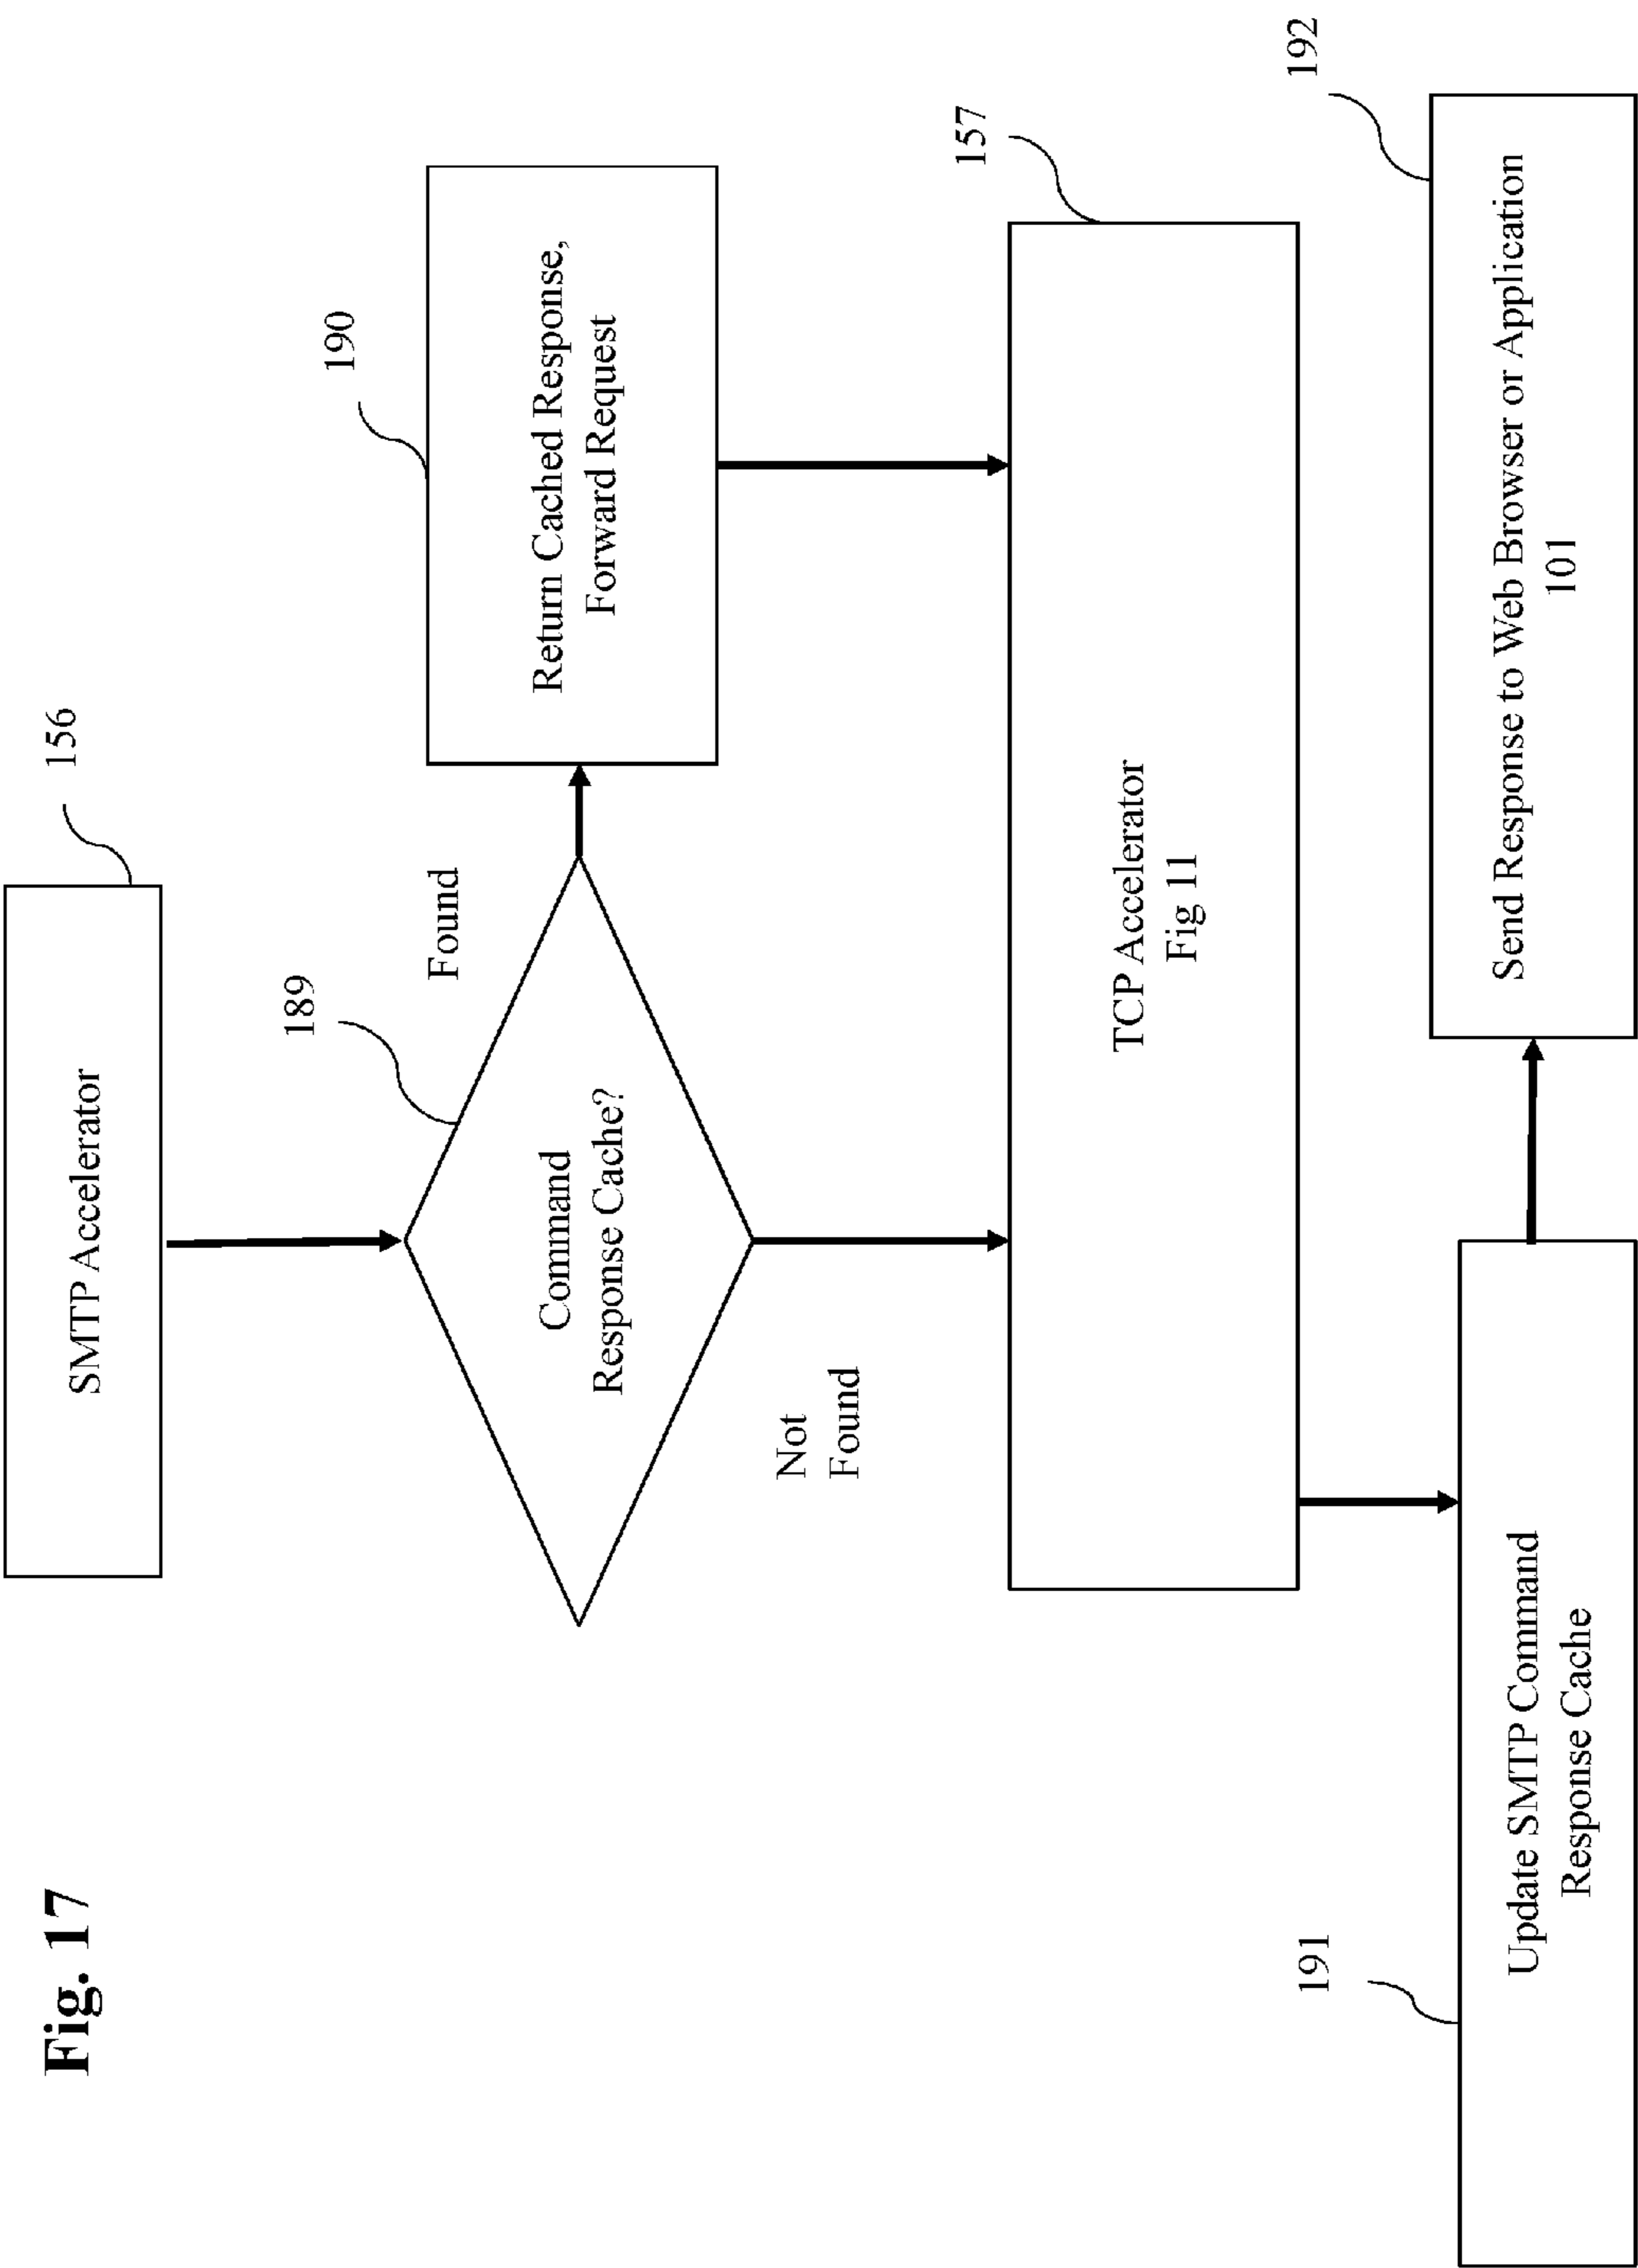 Fig. 17
156
SMTP Accelerator
189
Command
Response Cache?
Found
190
Return Cached Response,
Forward Request
Not
Found
157
TCP Accelerator
Fig 11
191
Update SMTP Command
Response Cache
192
Send Response to Web Browser or Application
101